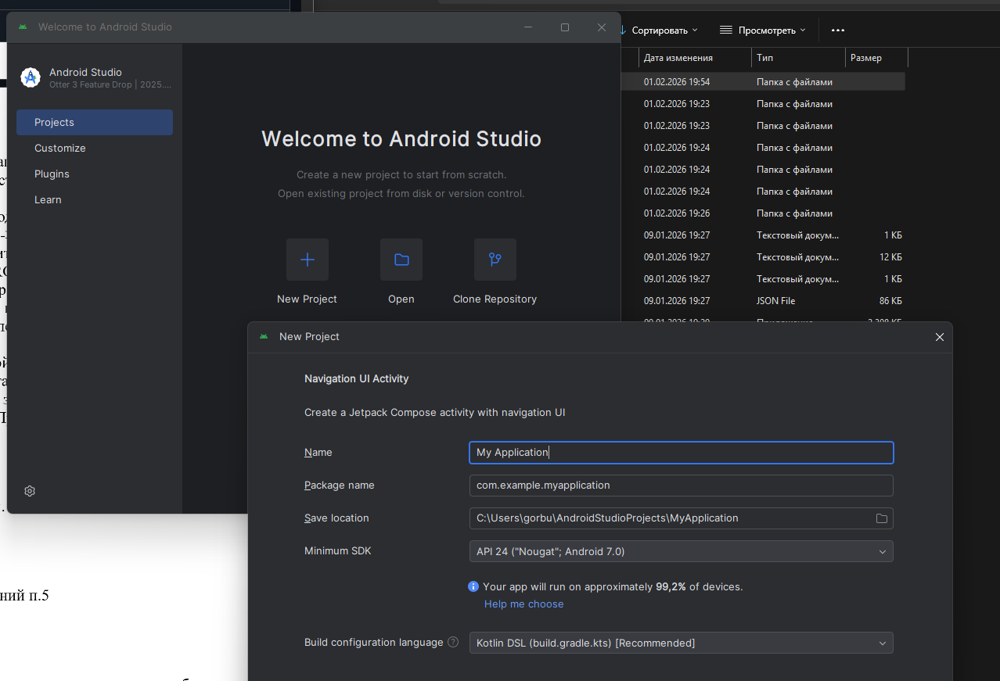 Welcome to Android Studio
Android Studio
Otter 3 Feature Drop | 2025....
Projects
Customize
Plugins
Learn
Welcome to Android Studio
Create a new project to start from scratch.
Open existing project from disk or version control.
New Project
Open
Clone Repository
Сортировать
Просмотреть
Дата изменения Тип Размер
01.02.2026 19:54 Папка с файлами
01.02.2026 19:23 Папка с файлами
01.02.2026 19:23 Папка с файлами
01.02.2026 19:24 Папка с файлами
01.02.2026 19:24 Папка с файлами
01.02.2026 19:24 Папка с файлами
01.02.2026 19:26 Папка с файлами
09.01.2026 19:27 Текстовый докум... 1 КБ
09.01.2026 19:27 Текстовый докум... 12 КБ
09.01.2026 19:27 Текстовый докум... 1 КБ
09.01.2026 19:27 JSON File 86 КБ
New Project
Navigation UI Activity
Create a Jetpack Compose activity with navigation UI
Name
My Application
Package name
com.example.myapplication
Save location
C:\Users\gorbu\AndroidStudioProjects\MyApplication
Minimum SDK
API 24 ("Nougat"; Android 7.0)
Your app will run on approximately 99,2% of devices.
Help me choose
Build configuration language
Kotlin DSL (build.gradle.kts) [Recommended]
ний п.5